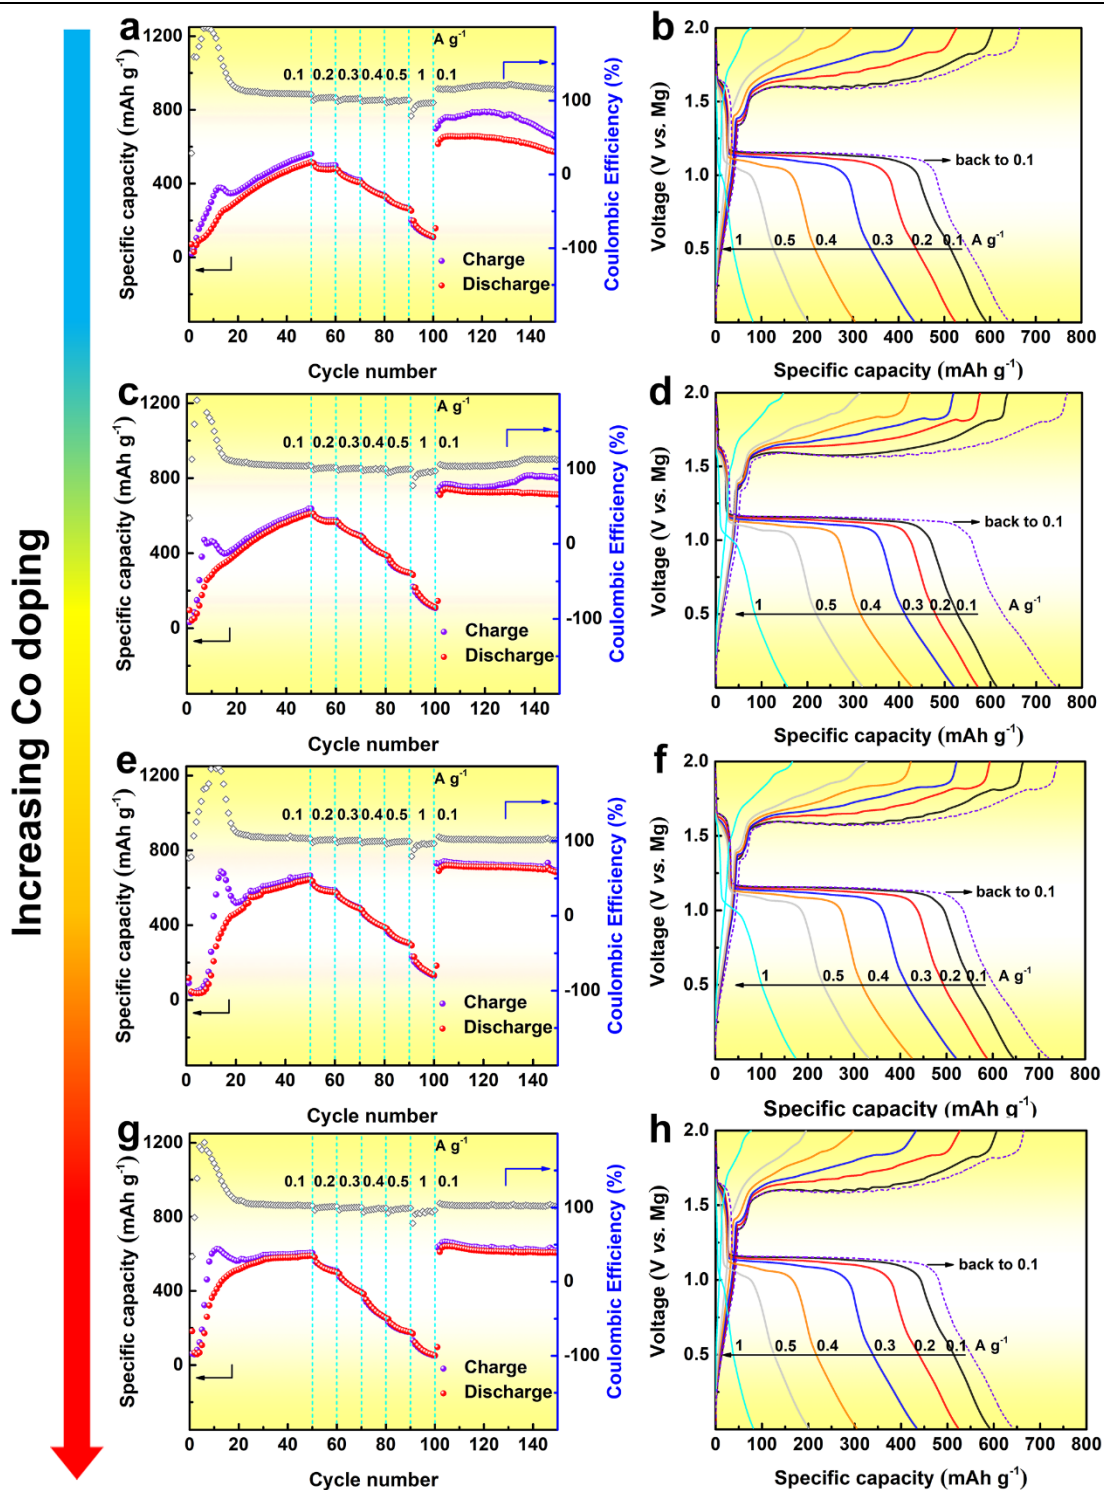 Increasing Co doping
a
Specific capacity (mAh g⁻¹)
1200
800
400
0
A g⁻¹
0.1 0.2 0.3 0.4 0.5 1 0.1
Charge
Discharge
100
0
-100
Coulombic Efficiency (%)
0 20 40 60 80 100 120 140
Cycle number
b
Voltage (V vs. Mg)
2.0
1.5
1.0
0.5
back to 0.1
1 0.5 0.4 0.3 0.2 0.1 A g⁻¹
0 100 200 300 400 500 600 700 800
Specific capacity (mAh g⁻¹)
c
Specific capacity (mAh g⁻¹)
1200
800
400
0
A g⁻¹
0.1 0.2 0.3 0.4 0.5 1 0.1
Charge
Discharge
100
0
-100
Coulombic Efficiency (%)
0 20 40 60 80 100 120 140
Cycle number
d
Voltage (V vs. Mg)
2.0
1.5
1.0
0.5
back to 0.1
1 0.5 0.4 0.3 0.2 0.1 A g⁻¹
0 100 200 300 400 500 600 700 800
Specific capacity (mAh g⁻¹)
e
Specific capacity (mAh g⁻¹)
1200
800
400
0
A g⁻¹
0.1 0.2 0.3 0.4 0.5 1 0.1
Charge
Discharge
100
0
-100
Coulombic Efficiency (%)
0 20 40 60 80 100 120 140
Cycle number
f
Voltage (V vs. Mg)
2.0
1.5
1.0
0.5
back to 0.1
1 0.5 0.4 0.3 0.2 0.1 A g⁻¹
0 100 200 300 400 500 600 700 800
Specific capacity (mAh g⁻¹)
g
Specific capacity (mAh g⁻¹)
1200
800
400
0
A g⁻¹
0.1 0.2 0.3 0.4 0.5 1 0.1
Charge
Discharge
100
0
-100
Coulombic Efficiency (%)
0 20 40 60 80 100 120 140
Cycle number
h
Voltage (V vs. Mg)
2.0
1.5
1.0
0.5
back to 0.1
1 0.5 0.4 0.3 0.2 0.1 A g⁻¹
0 100 200 300 400 500 600 700 800
Specific capacity (mAh g⁻¹)